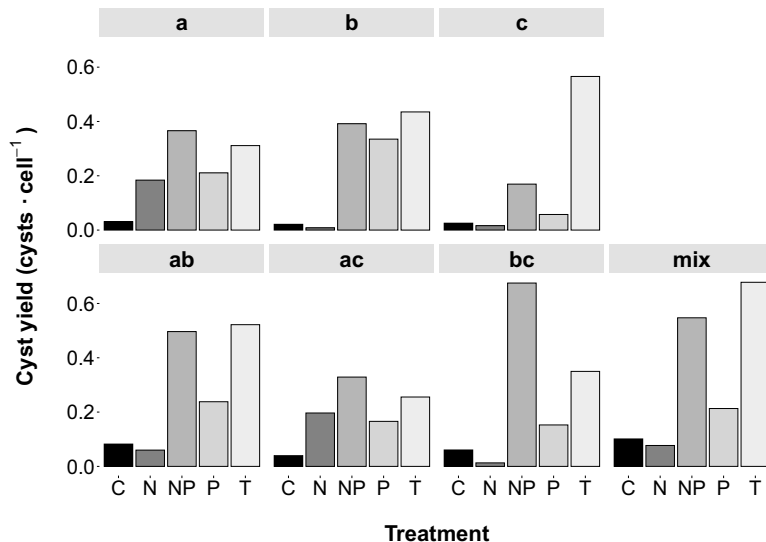 a b c
0.6
0.4
0.2
0.0
ab ac bc mix
0.6
0.4
0.2
0.0
C N NP P T C N NP P T C N NP P T C N NP P T
Treatment
Cyst yield (cysts · cell⁻¹ )